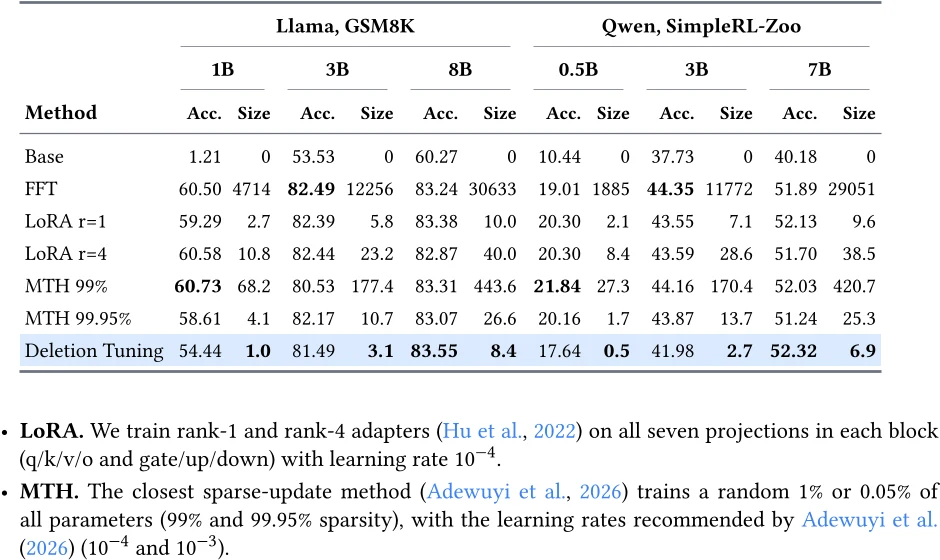 Llama, GSM8K Qwen, SimpleRL-Zoo
1B 3B 8B 0.5B 3B 7B
Method Acc. Size Acc. Size Acc. Size Acc. Size Acc. Size Acc. Size
Base 1.21 0 53.53 0 60.27 0 10.44 0 37.73 0 40.18 0
FFT 60.50 4714 82.49 12256 83.24 30633 19.01 1885 44.35 11772 51.89 29051
LoRA r=1 59.29 2.7 82.39 5.8 83.38 10.0 20.30 2.1 43.55 7.1 52.13 9.6
LoRA r=4 60.58 10.8 82.44 23.2 82.87 40.0 20.30 8.4 43.59 28.6 51.70 38.5
MTH 99% 60.73 68.2 80.53 177.4 83.31 443.6 21.84 27.3 44.16 170.4 52.03 420.7
MTH 99.95% 58.61 4.1 82.17 10.7 83.07 26.6 20.16 1.7 43.87 13.7 51.24 25.3
Deletion Tuning 54.44 1.0 81.49 3.1 83.55 8.4 17.64 0.5 41.98 2.7 52.32 6.9
• LoRA. We train rank-1 and rank-4 adapters (Hu et al., 2022) on all seven projections in each block
(q/k/v/o and gate/up/down) with learning rate 10⁻⁴.
• MTH. The closest sparse-update method (Adewuyi et al., 2026) trains a random 1% or 0.05% of
all parameters (99% and 99.95% sparsity), with the learning rates recommended by Adewuyi et al.
(2026) (10⁻⁴ and 10⁻³).